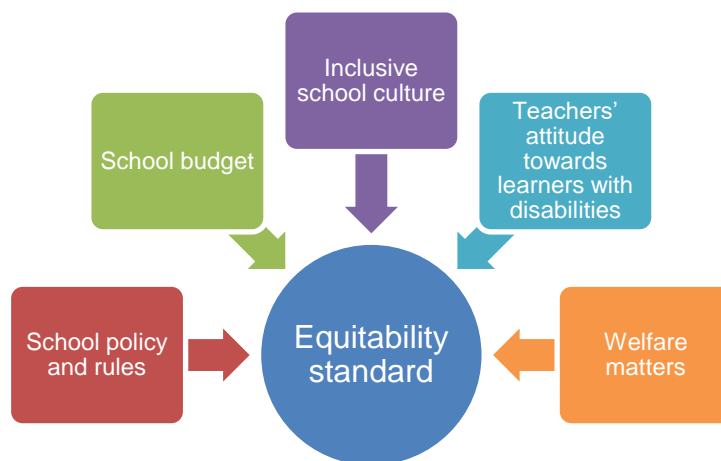 Inclusive
school culture
School budget
Teachers’
attitude
towards
learners with
disabilities
School policy
and rules
Equitability
standard
Welfare
matters